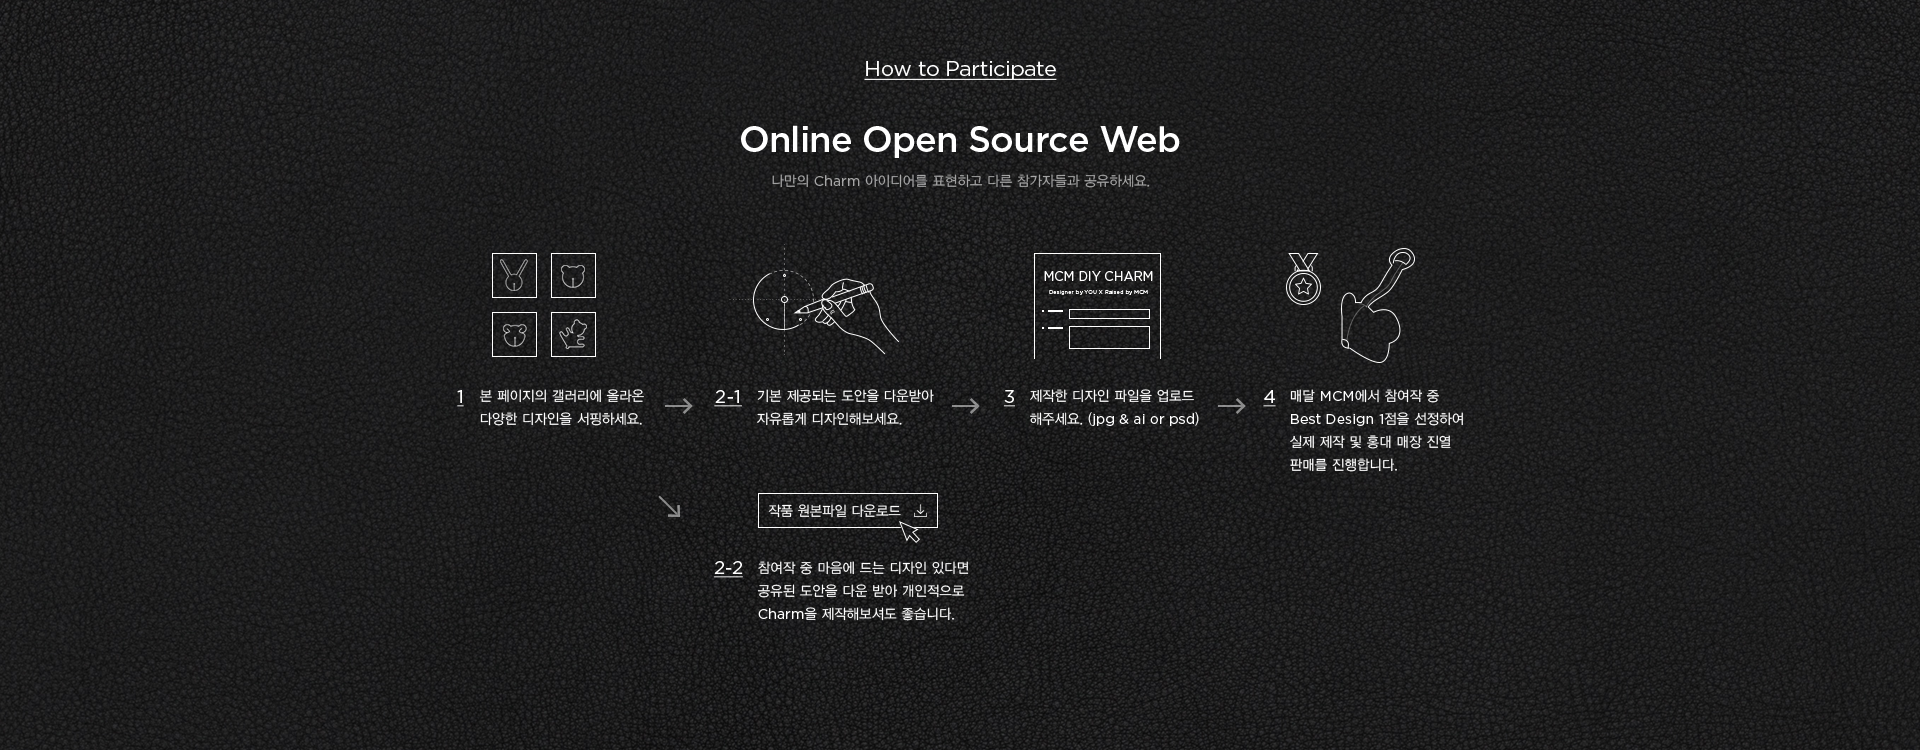 How to Participate
Online Open Source Web
나만의 Charm 아이디어를 표현하고 다른 참가자들과 공유하세요.
1
본 페이지의 갤러리에 올라온
다양한 디자인을 서핑하세요.
2-1
기본 제공되는 도안을 다운받아
자유롭게 디자인해보세요.
MCM DIY CHARM
Designer by YOU X Raised by MCM
3
제작한 디자인 파일을 업로드
해주세요. (jpg & ai or psd)
4
매달 MCM에서 참여작 중
Best Design 1점을 선정하여
실제 제작 및 홍대 매장 진열
판매를 진행합니다.
작품 원본파일 다운로드
2-2
참여작 중 마음에 드는 디자인 있다면
공유된 도안을 다운 받아 개인적으로
Charm을 제작해보셔도 좋습니다.